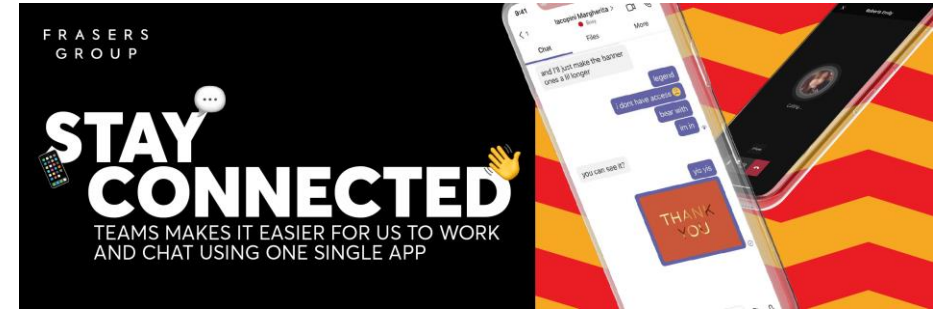 FRASERS
GROUP
STAY
CONNECTED
TEAMS MAKES IT EASIER FOR US TO WORK
AND CHAT USING ONE SINGLE APP
9:41
Iacopini Margherita >
Busy
Chat
Files
More
and I'll just make the banner
ones a lil longer
legend
i dont have access
bear with
im in
you can see it?
yis yis
THANK
YOU